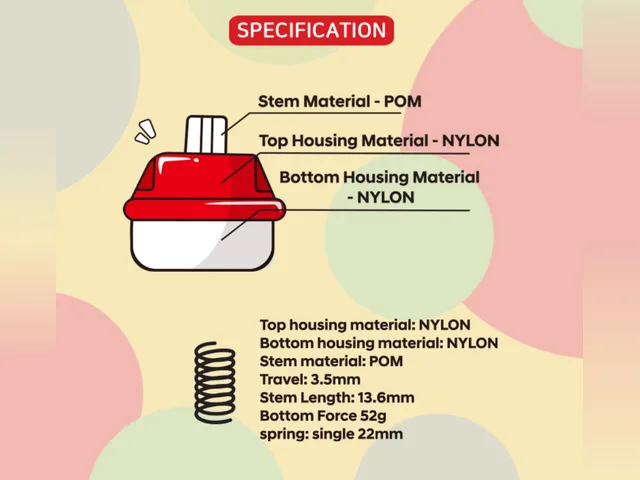 SPECIFICATION
Stem Material - POM
Top Housing Material - NYLON
Bottom Housing Material
- NYLON
Top housing material: NYLON
Bottom housing material: NYLON
Stem material: POM
Travel: 3.5mm
Stem Length: 13.6mm
Bottom Force 52g
spring: single 22mm